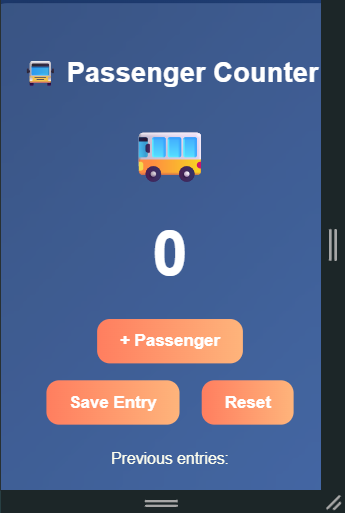 Passenger Counter
0
+ Passenger
Save Entry Reset
Previous entries: